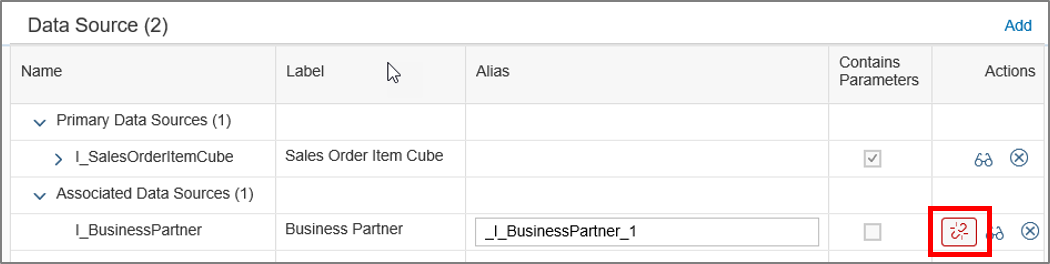 Data Source (2)
Add
Name
Label
Alias
Contains
Parameters
Actions
Primary Data Sources (1)
I_SalesOrderItemCube
Sales Order Item Cube
Associated Data Sources (1)
I_BusinessPartner
Business Partner
_I_BusinessPartner_1